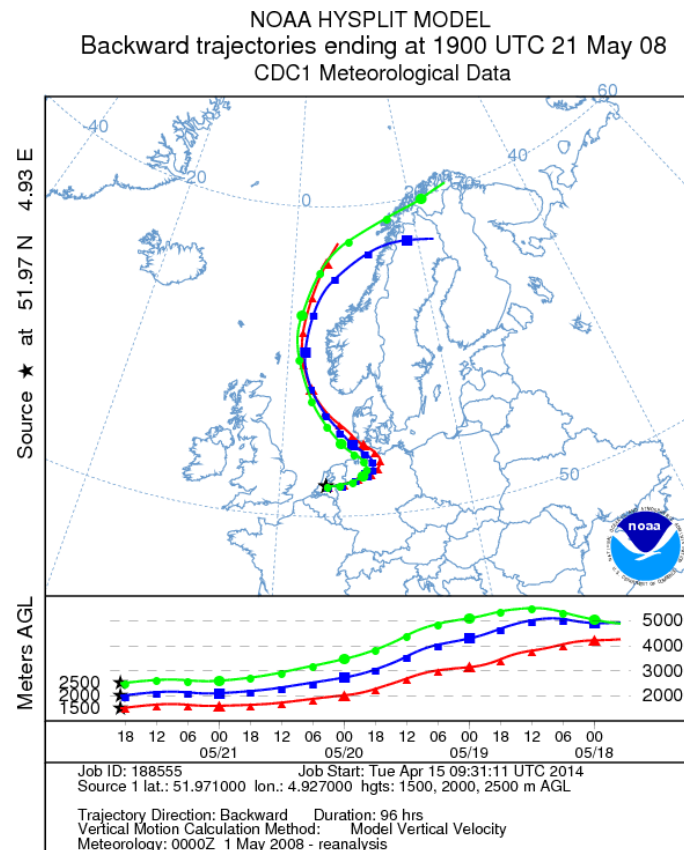 NOAA HYSPLIT MODEL
Backward trajectories ending at 1900 UTC 21 May 08
CDC1 Meteorological Data
Source ★ at 51.97 N 4.93 E
-40
-20
0
20
40
60
50
noaa
Meters AGL
2500
2000
1500
5000
4000
3000
2000
18 12 06 00 18 12 06 00 18 12 06 00 18 12 06 00
05/21 05/20 05/19 05/18
Job ID: 188555 Job Start: Tue Apr 15 09:31:11 UTC 2014
Source 1 lat.: 51.971000 lon.: 4.927000 hgts: 1500, 2000, 2500 m AGL
Trajectory Direction: Backward Duration: 96 hrs
Vertical Motion Calculation Method: Model Vertical Velocity
Meteorology: 0000Z 1 May 2008 - reanalysis